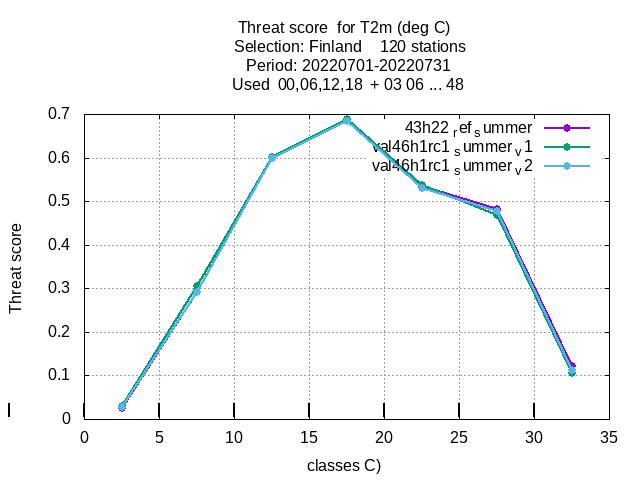 Threat score  for T2m (deg C)
Selection: Finland    120 stations
Period: 20220701-20220731
Used  00,06,12,18  + 03 06 ... 48
43h22 ref summer
val46h1rc1 summer v1
val46h1rc1 summer v2
0.7
0.6
0.5
0.4
0.3
0.2
0.1
0
Threat score
0 5 10 15 20 25 30 35
classes C)